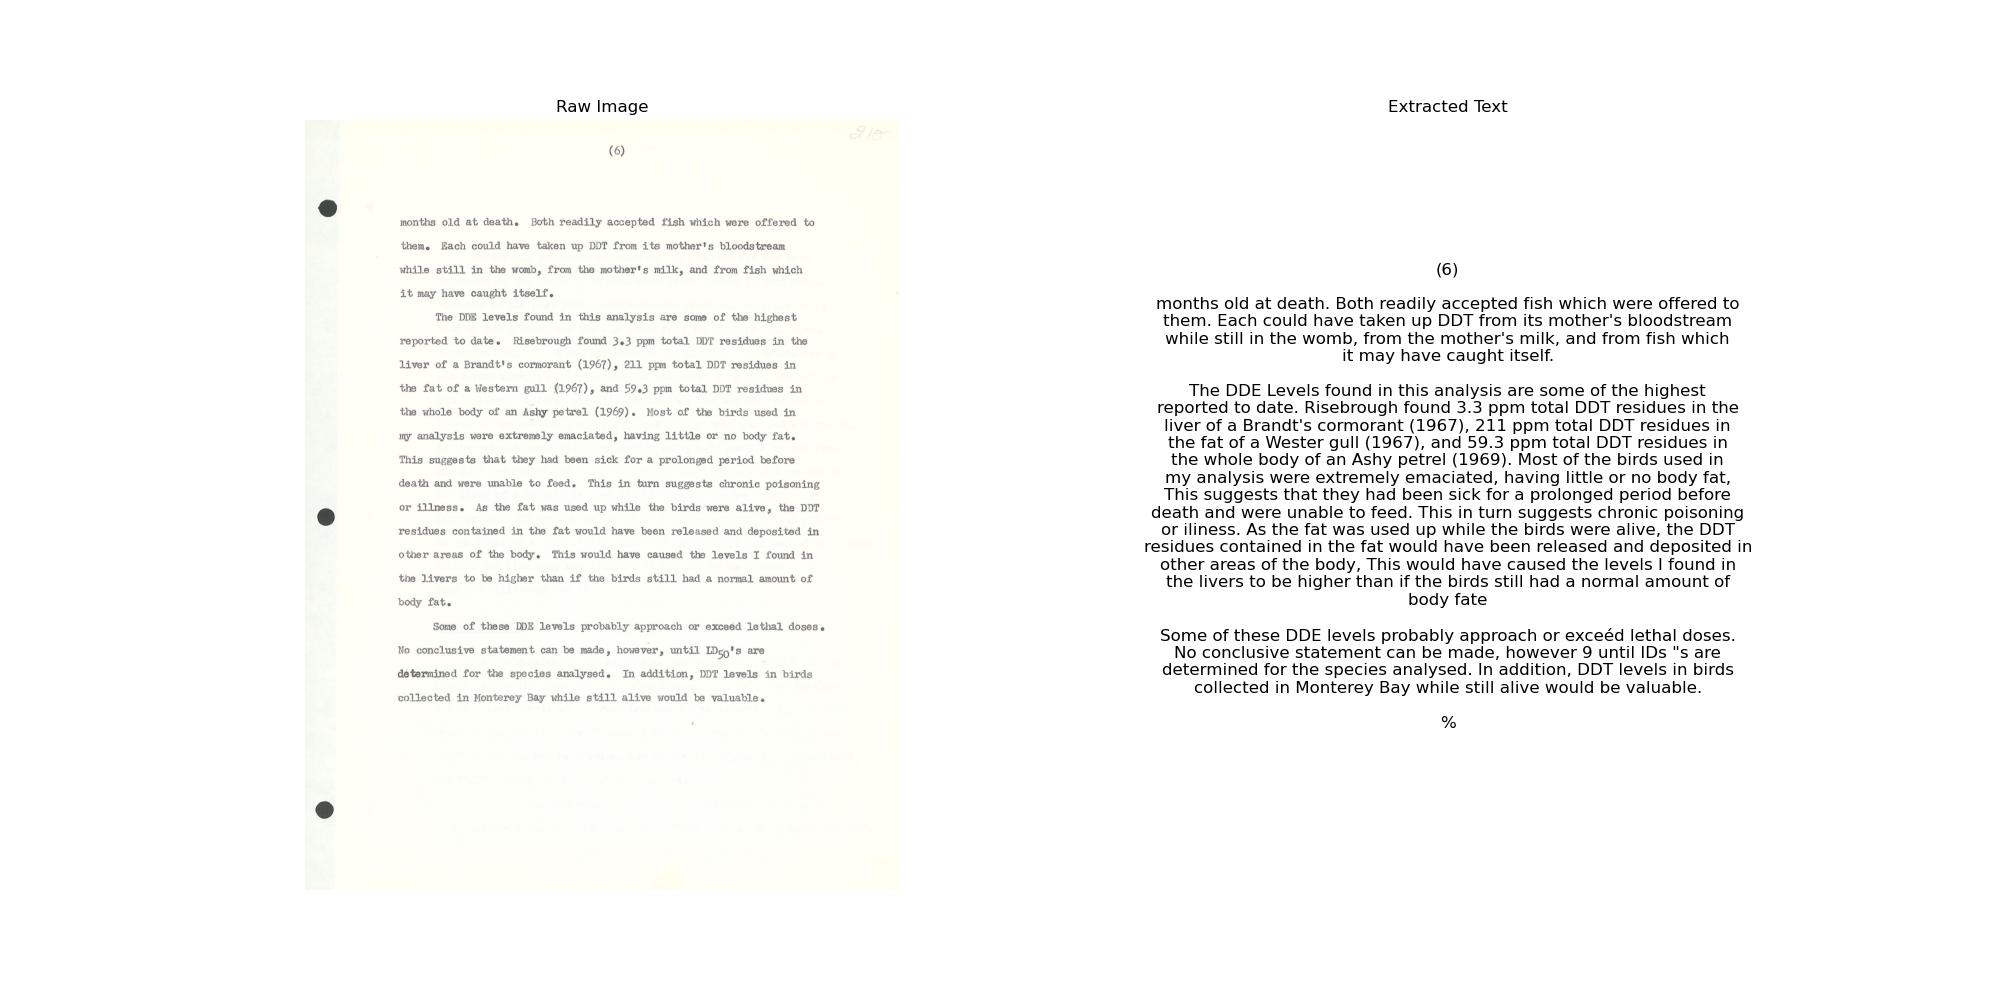 Raw Image
(6)
months old at death. Both readily accepted fish which were offered to
them. Each could have taken up DDT from its mother's bloodstream
while still in the womb, from the mother's milk, and from fish which
it may have caught itself.
The DDE levels found in this analysis are some of the highest
reported to date. Risebrough found 3.3 ppm total DDT residues in the
liver of a Brandt's cormorant (1967), 211 ppm total DDT residues in
the fat of a Western gull (1967), and 59.3 ppm total DDT residues in
the whole body of an Ashy petrel (1969). Most of the birds used in
my analysis were extremely emaciated, having little or no body fat.
This suggests that they had been sick for a prolonged period before
death and were unable to feed. This in turn suggests chronic poisoning
or illness. As the fat was used up while the birds were alive, the DDT
residues contained in the fat would have been released and deposited in
other areas of the body. This would have caused the levels I found in
the livers to be higher than if the birds still had a normal amount of
body fat.
Some of these DDE levels probably approach or exceed lethal doses.
No conclusive statement can be made, however, until LD50's are
determined for the species analysed. In addition, DDT levels in birds
collected in Monterey Bay while still alive would be valuable.
Extracted Text
(6)
months old at death. Both readily accepted fish which were offered to
them. Each could have taken up DDT from its mother's bloodstream
while still in the womb, from the mother's milk, and from fish which
it may have caught itself.
The DDE Levels found in this analysis are some of the highest
reported to date. Risebrough found 3.3 ppm total DDT residues in the
liver of a Brandt's cormorant (1967), 211 ppm total DDT residues in
the fat of a Wester gull (1967), and 59.3 ppm total DDT residues in
the whole body of an Ashy petrel (1969). Most of the birds used in
my analysis were extremely emaciated, having little or no body fat,
This suggests that they had been sick for a prolonged period before
death and were unable to feed. This in turn suggests chronic poisoning
or iliness. As the fat was used up while the birds were alive, the DDT
residues contained in the fat would have been released and deposited in
other areas of the body, This would have caused the levels I found in
the livers to be higher than if the birds still had a normal amount of
body fate
Some of these DDE levels probably approach or exceéd lethal doses.
No conclusive statement can be made, however 9 until IDs "s are
determined for the species analysed. In addition, DDT levels in birds
collected in Monterey Bay while still alive would be valuable.
%